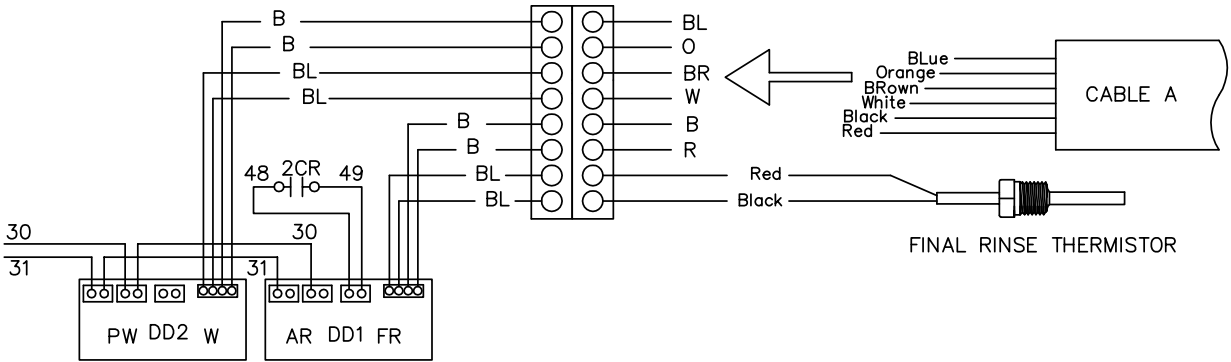 B
BL
B
O
BL
BR
BL
W
B
B
B
R
BL
Red
BL
Black
BLue
Orange
BRown
White
Black
Red
CABLE A
48 2CR 49
FINAL RINSE THERMISTOR
30
31
30
31
PW DD2 W
AR DD1 FR